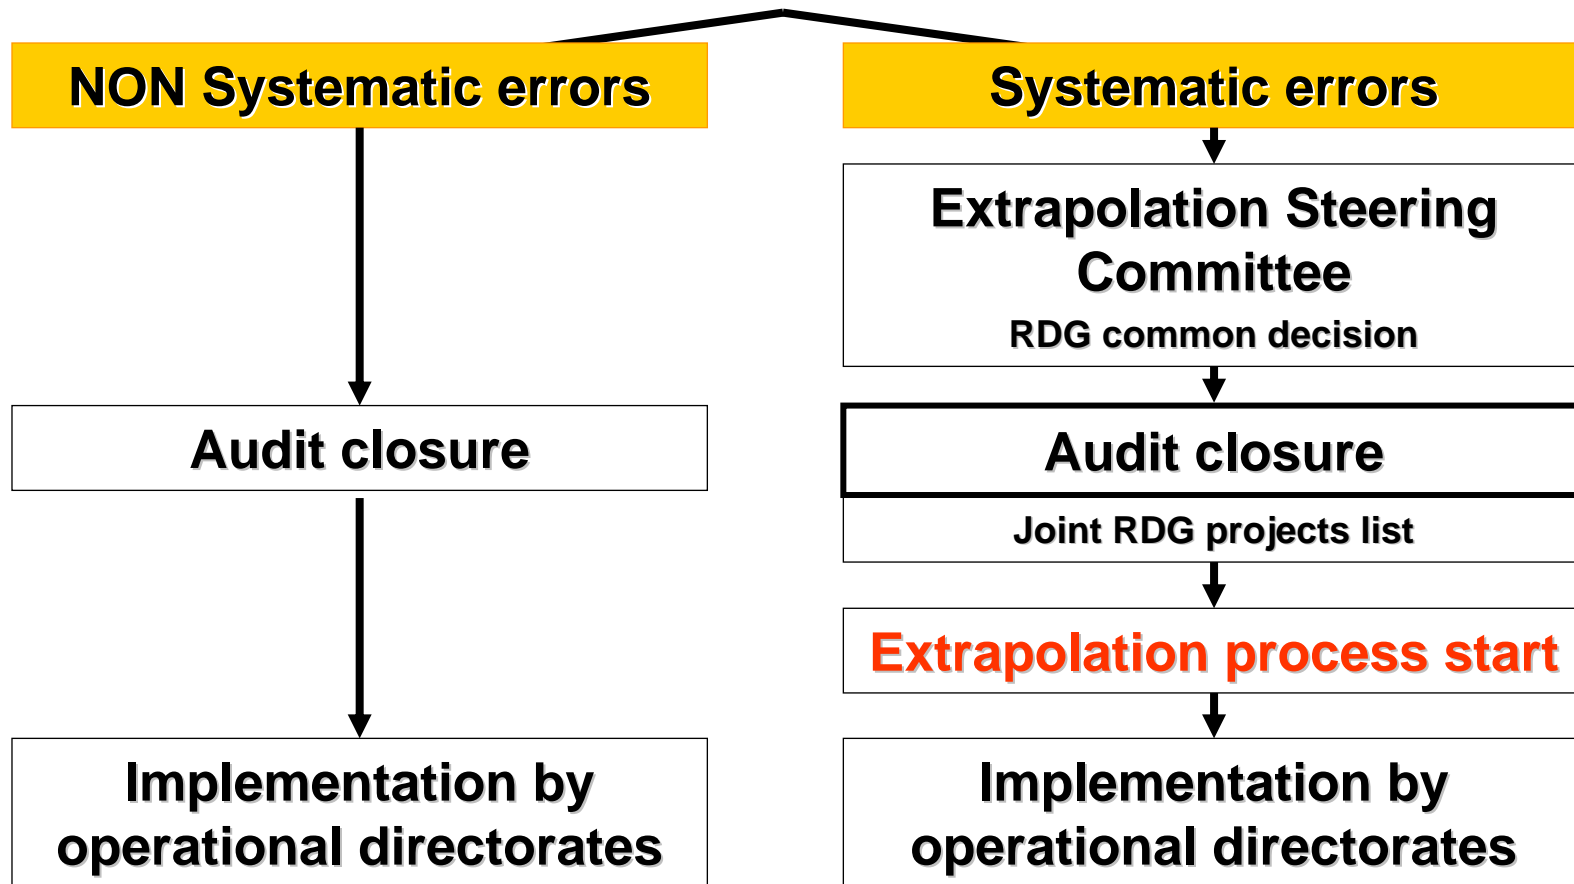 NON Systematic errors
Systematic errors
Extrapolation Steering
Committee
RDG common decision
Audit closure
Audit closure
Joint RDG projects list
Extrapolation process start
Implementation by
operational directorates
Implementation by
operational directorates